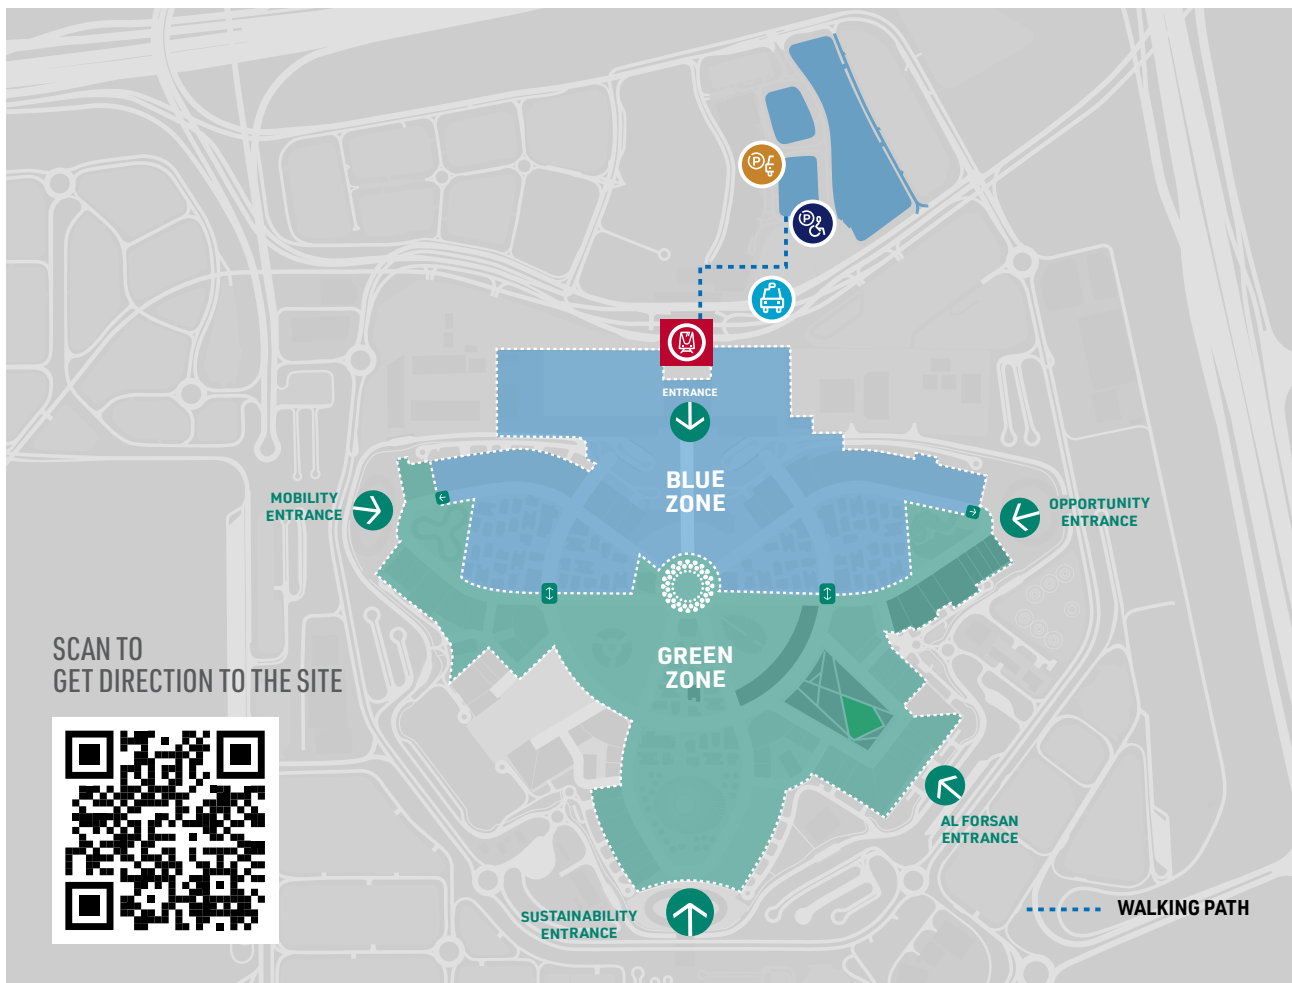 P
P
ENTRANCE
BLUE
ZONE
MOBILITY
ENTRANCE
OPPORTUNITY
ENTRANCE
GREEN
ZONE
SCAN TO
GET DIRECTION TO THE SITE
AL FORSAN
ENTRANCE
SUSTAINABILITY
ENTRANCE
WALKING PATH